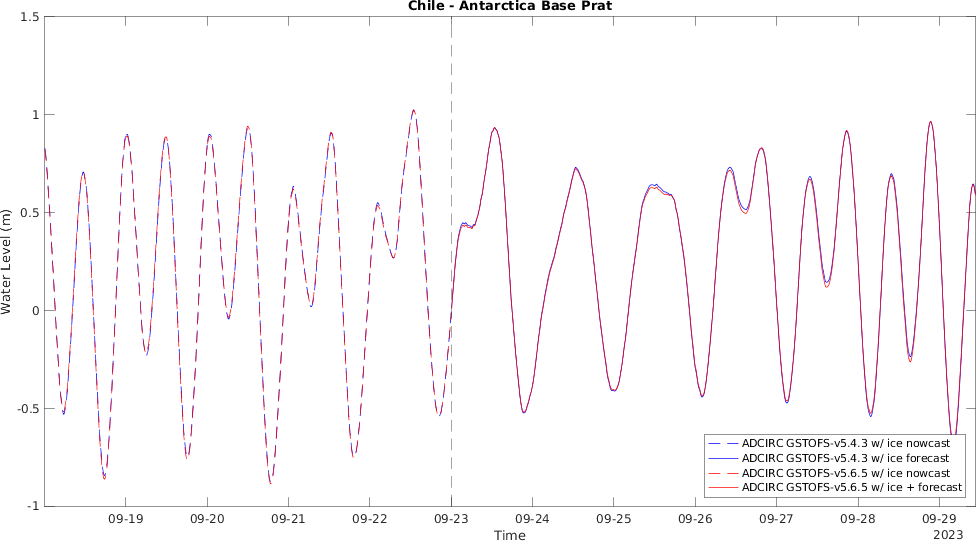 Chile - Antarctica Base Prat
1.5
1
0.5
0
-0.5
-1
Water Level (m)
ADCIRC GSTOFS-v5.4.3 w/ ice nowcast
ADCIRC GSTOFS-v5.4.3 w/ ice forecast
ADCIRC GSTOFS-v5.6.5 w/ ice nowcast
ADCIRC GSTOFS-v5.6.5 w/ ice + forecast
09-19 09-20 09-21 09-22 09-23 09-24 09-25 09-26 09-27 09-28 09-29
Time
2023